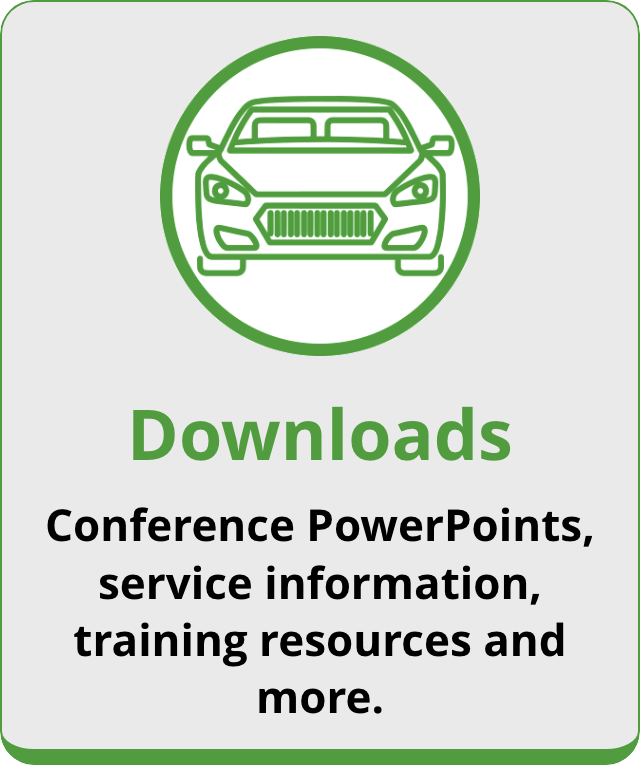 Downloads
Conference PowerPoints,
service information,
training resources and
more.